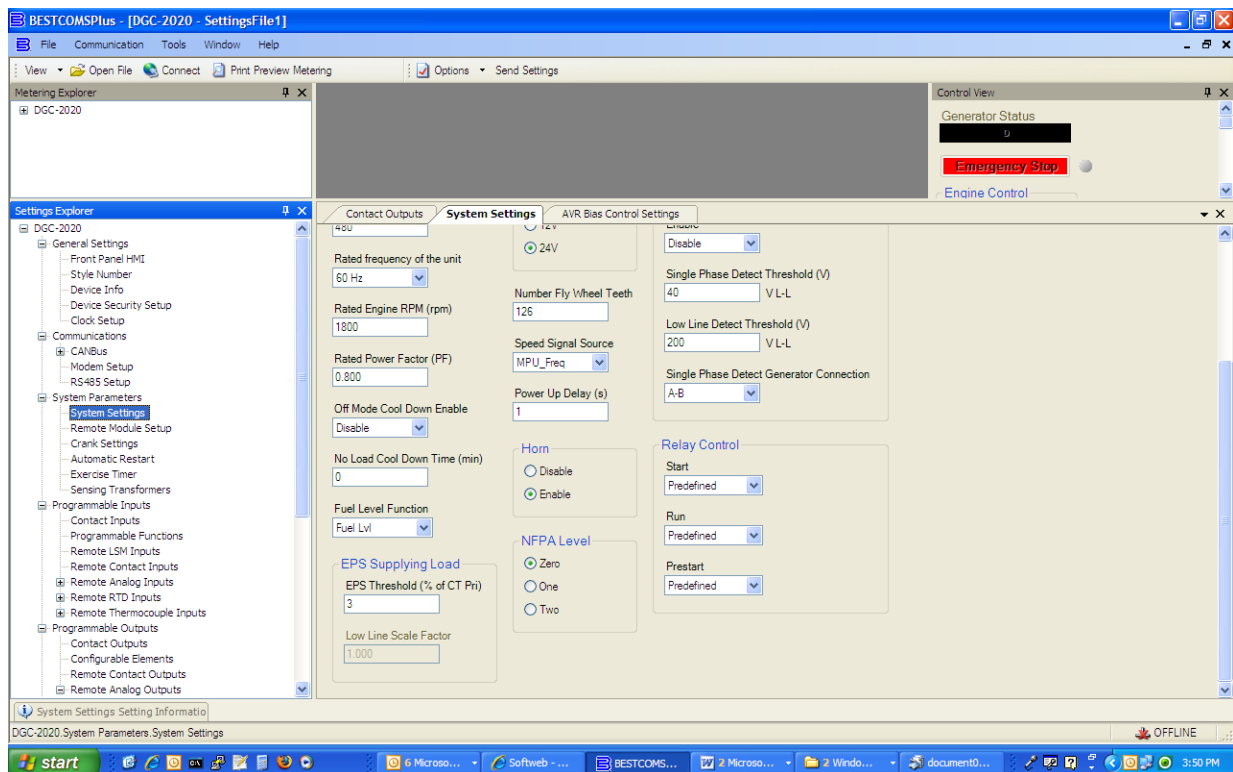 BESTCOMSPlus - [DGC-2020 - SettingsFile1]
File Communication Tools Window Help
View Open File Connect Print Preview Metering Options Send Settings
Metering Explorer
DGC-2020
Control View
Generator Status
Emergency Stop
Engine Control
Settings Explorer
DGC-2020
General Settings
Front Panel HMI
Style Number
Device Info
Device Security Setup
Clock Setup
Communications
CANBus
Modem Setup
RS485 Setup
System Parameters
System Settings
Remote Module Setup
Crank Settings
Automatic Restart
Exercise Timer
Sensing Transformers
Programmable Inputs
Contact Inputs
Programmable Functions
Remote LSM Inputs
Remote Contact Inputs
Remote Analog Inputs
Remote RTD Inputs
Remote Thermocouple Inputs
Programmable Outputs
Contact Outputs
Configurable Elements
Remote Contact Outputs
Remote Analog Outputs
Contact Outputs System Settings AVR Bias Control Settings
480
Rated frequency of the unit
60 Hz
Rated Engine RPM (rpm)
1800
Rated Power Factor (PF)
0.800
Off Mode Cool Down Enable
Disable
No Load Cool Down Time (min)
0
Fuel Level Function
Fuel Lvl
EPS Supplying Load
EPS Threshold (% of CT Pri)
3
Low Line Scale Factor
1.000
12V
24V
Number Fly Wheel Teeth
126
Speed Signal Source
MPU_Freq
Power Up Delay (s)
1
Horn
Disable
Enable
NFPA Level
Zero
One
Two
Enable
Disable
Single Phase Detect Threshold (V)
40 V L-L
Low Line Detect Threshold (V)
200 V L-L
Single Phase Detect Generator Connection
A-B
Relay Control
Start
Predefined
Run
Predefined
Prestart
Predefined
System Settings Setting Informatio
DGC-2020.System Parameters.System Settings
OFFLINE
start 6 Microso... Softweb - ... BESTCOMS... 2 Microso... 2 Windo... document0... 3:50 PM